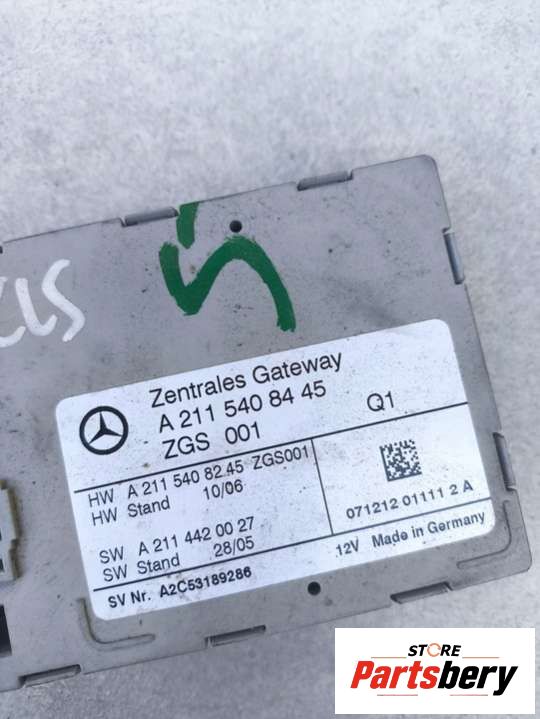 CLS
5
Zentrales Gateway
A 211 540 84 45
ZGS 001
Q1
HW A 211 540 82 45 ZGS001
HW Stand 10/06
SW A 211 442 00 27
SW Stand 28/05
SV Nr. A2C53189286
071212 01111 2 A
12V Made in Germany
STORE
Partsbery